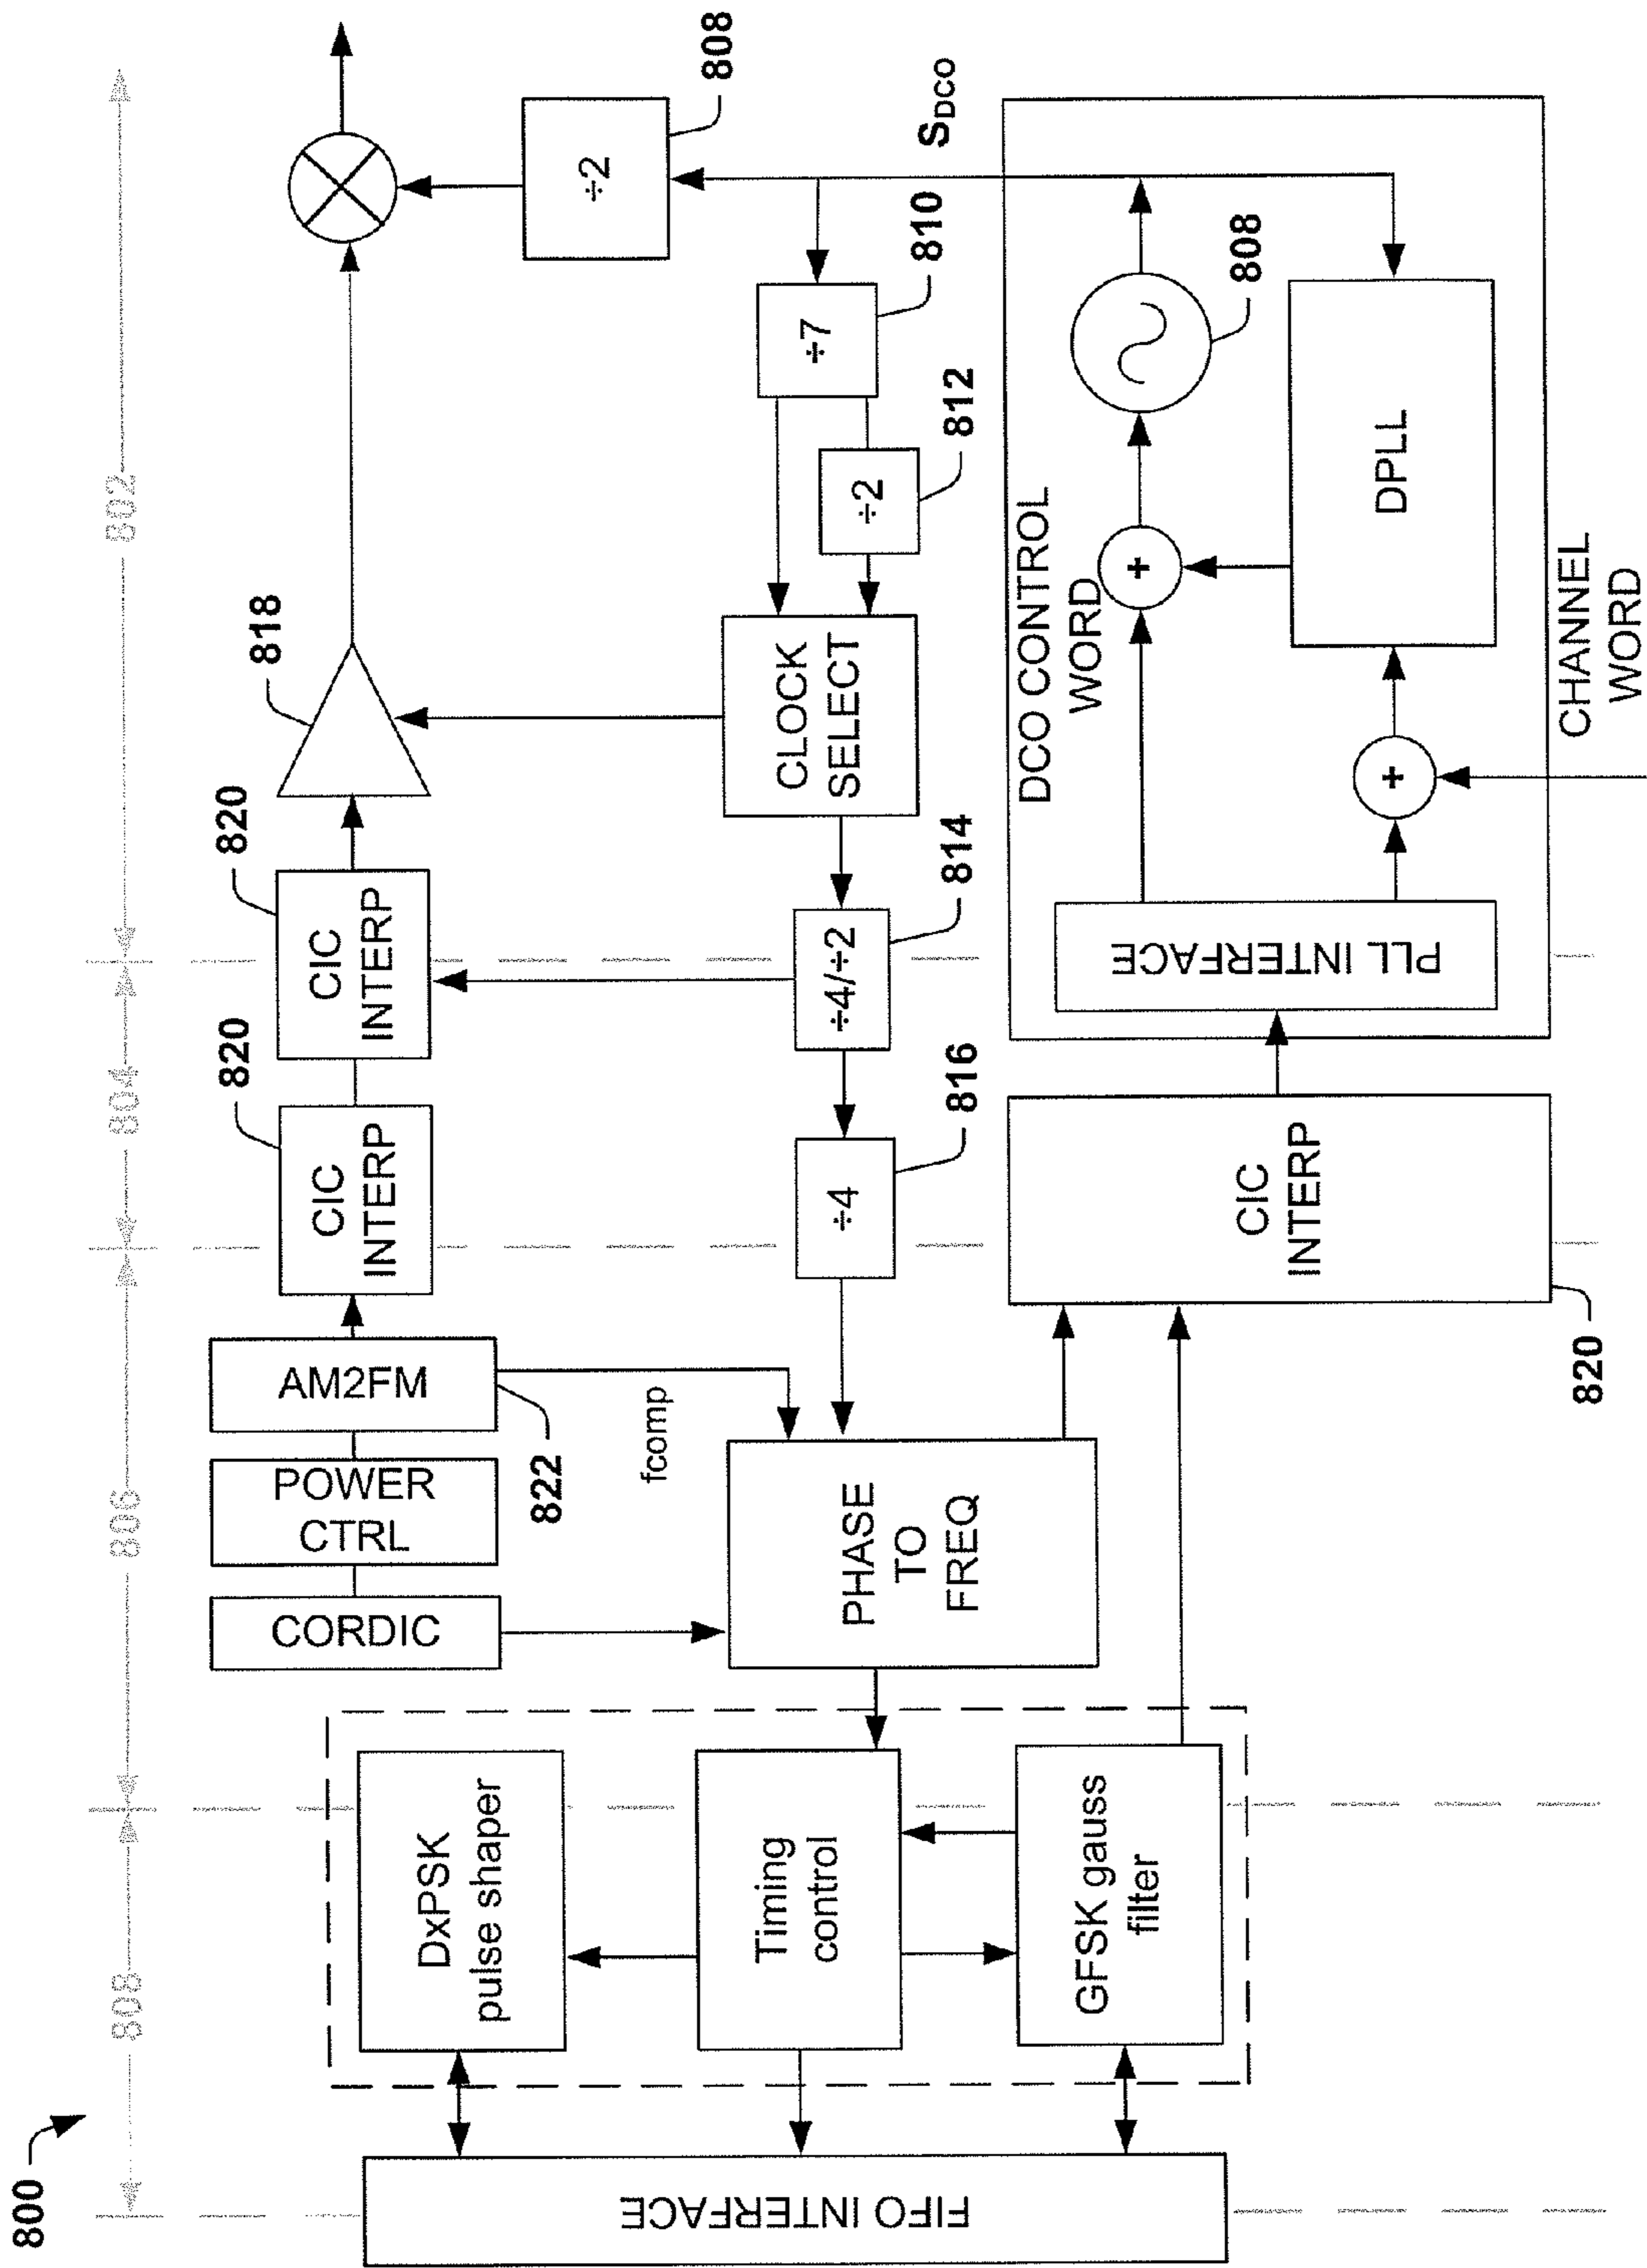 800
808
806
804
802
FIFO INTERFACE
DxPSK
pulse shaper
Timing
control
GFSK gauss
filter
CORDIC
POWER
CTRL
AM2FM
822
fcomp
PHASE
TO
FREQ
CIC
INTERP
820
CIC
INTERP
820
818
÷4
816
÷4/÷2
814
CLOCK
SELECT
÷2
812
÷7
810
÷2
808
SDCO
CIC
INTERP
820
PLL INTERFACE
DCO CONTROL
WORD
+
808
+
DPLL
CHANNEL
WORD